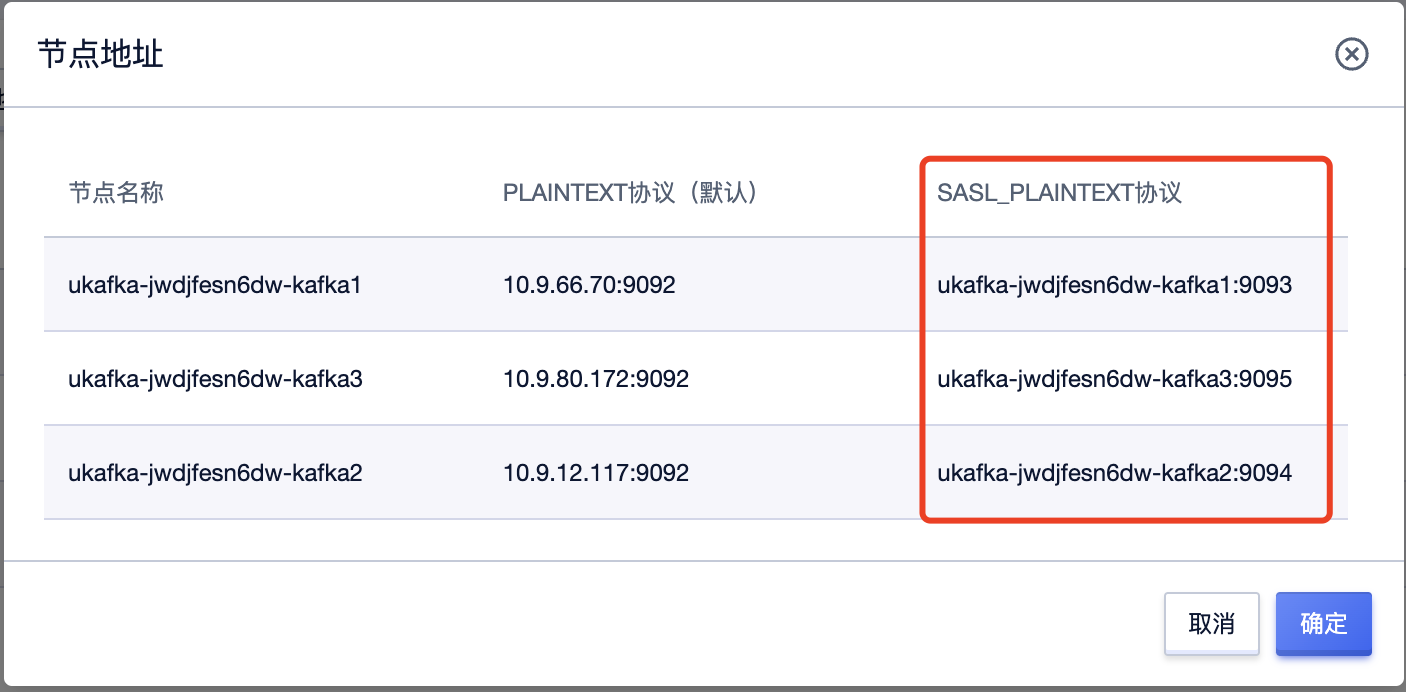 节点地址
节点名称 PLAINTEXT协议（默认） SASL_PLAINTEXT协议
ukafka-jwdjfesn6dw-kafka1 10.9.66.70:9092 ukafka-jwdjfesn6dw-kafka1:9093
ukafka-jwdjfesn6dw-kafka3 10.9.80.172:9092 ukafka-jwdjfesn6dw-kafka3:9095
ukafka-jwdjfesn6dw-kafka2 10.9.12.117:9092 ukafka-jwdjfesn6dw-kafka2:9094
取消 确定